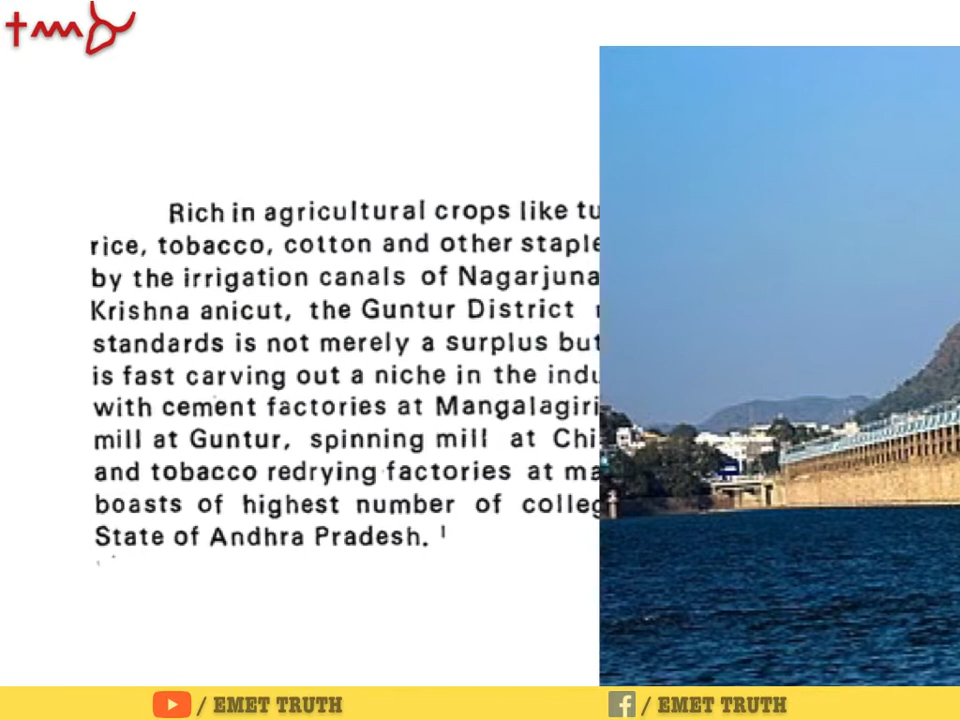 Rich in agricultural crops like tu
rice, tobacco, cotton and other staple
by the irrigation canals of Nagarjuna
Krishna anicut, the Guntur District
standards is not merely a surplus but
is fast carving out a niche in the indu
with cement factories at Mangalagiri
mill at Guntur, spinning mill at Chi
and tobacco redrying factories at ma
boasts of highest number of colleg
State of Andhra Pradesh. 1
/ EMET TRUTH
/ EMET TRUTH